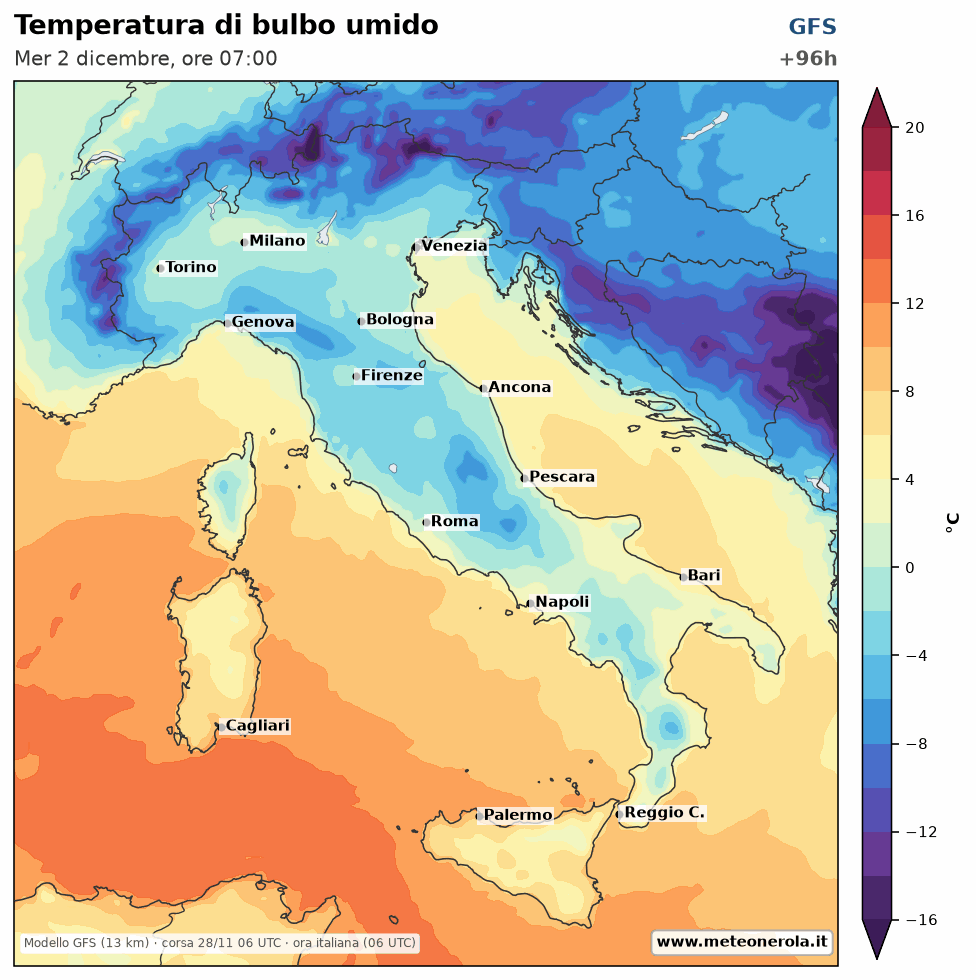 Temperatura di bulbo umido
GFS
Mer 2 dicembre, ore 07:00
+96h
Milano
Venezia
Torino
Genova
Bologna
Firenze
Ancona
Pescara
Roma
Bari
Napoli
Cagliari
Palermo
Reggio C.
20
16
12
8
4
0
−4
−8
−12
−16
°C
Modello GFS (13 km) · corsa 28/11 06 UTC · ora italiana (06 UTC)
www.meteonerola.it